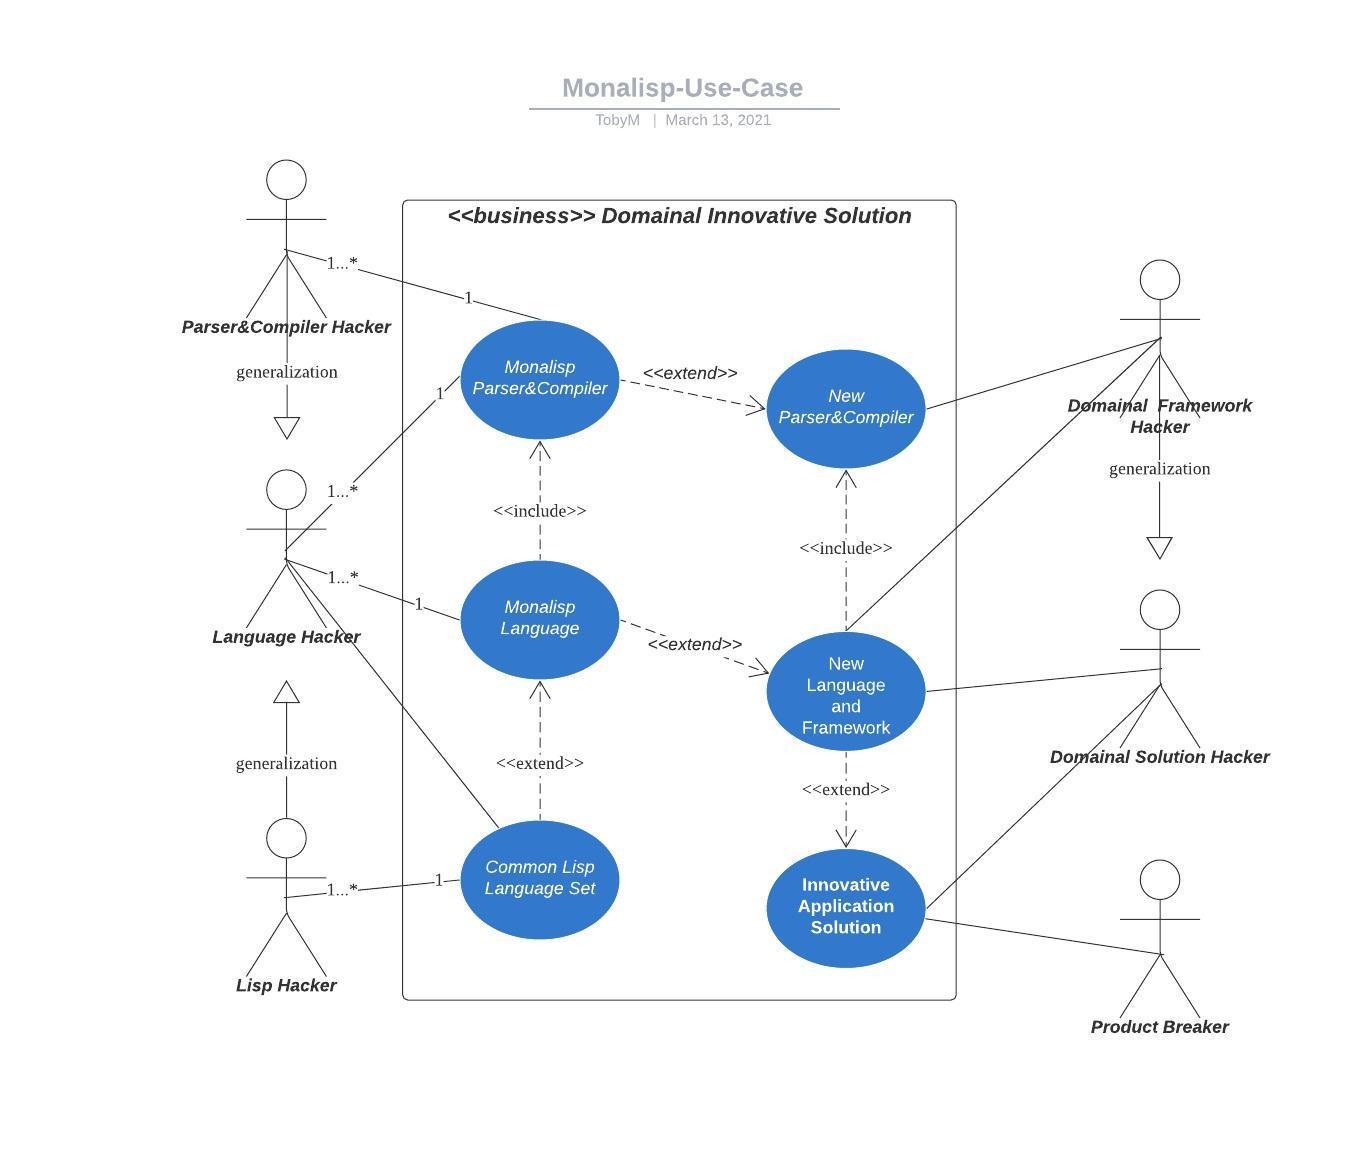 Monalisp-Use-Case
TobyM | March 13, 2021
<<business>> Domainal Innovative Solution
1...*
1
Parser&Compiler Hacker
generalization
Monalisp
Parser&Compiler
<<extend>>
New
Parser&Compiler
Domainal  Framework
Hacker
generalization
1
1...*
<<include>>
<<include>>
1...*
1
Language Hacker
Monalisp
Language
<<extend>>
New
Language
and
Framework
Domainal Solution Hacker
generalization
<<extend>>
<<extend>>
Common Lisp
Language Set
1...*
1
Lisp Hacker
Innovative
Application
Solution
Product Breaker